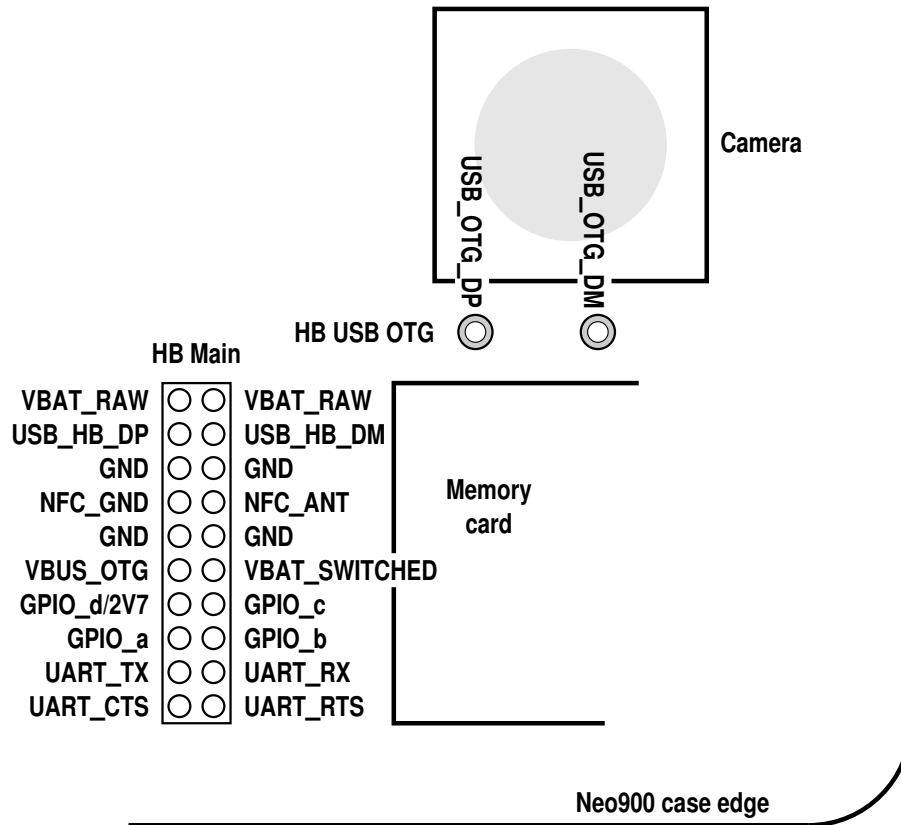 Camera
USB_OTG_DP
USB_OTG_DM
HB USB OTG
HB Main
VBAT_RAW VBAT_RAW
USB_HB_DP USB_HB_DM
GND GND
NFC_GND NFC_ANT
GND GND
VBUS_OTG VBAT_SWITCHED
GPIO_d/2V7 GPIO_c
GPIO_a GPIO_b
UART_TX UART_RX
UART_CTS UART_RTS
Memory
card
Neo900 case edge